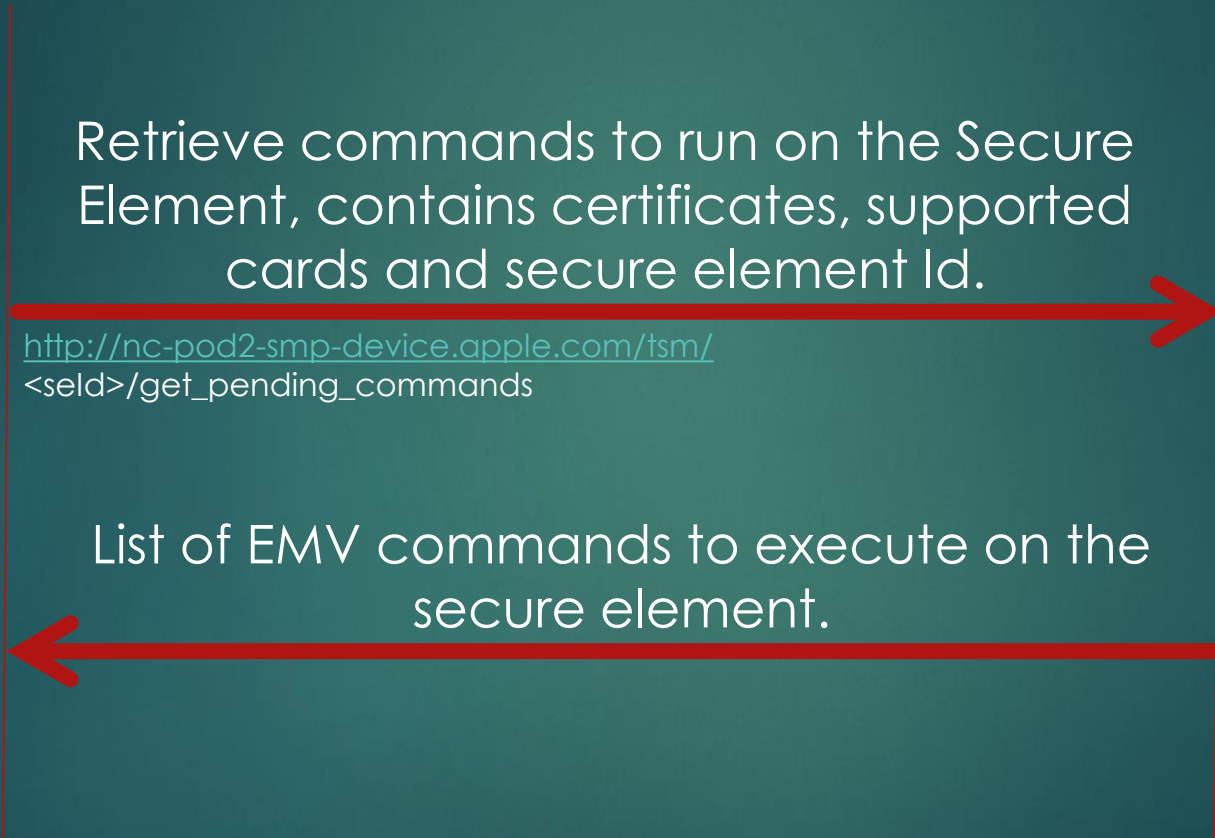 Retrieve commands to run on the Secure
Element, contains certificates, supported
cards and secure element Id.
http://nc-pod2-smp-device.apple.com/tsm/
<seId>/get_pending_commands
List of EMV commands to execute on the
secure element.